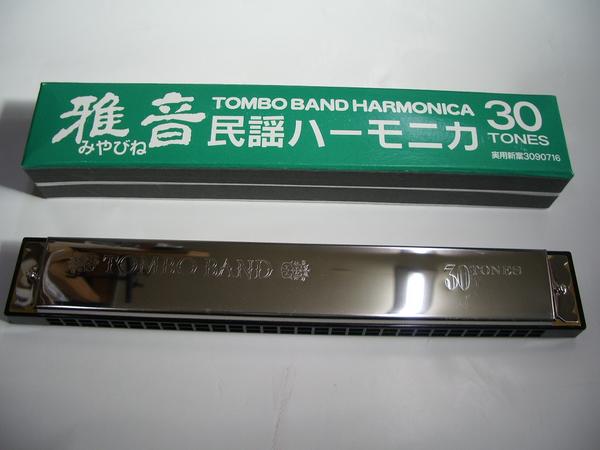 雅音
みやびね
TOMBO BAND HARMONICA
民謡ハーモニカ
30
TONES
実用新案3090716
TOMBO BAND
30 TONES